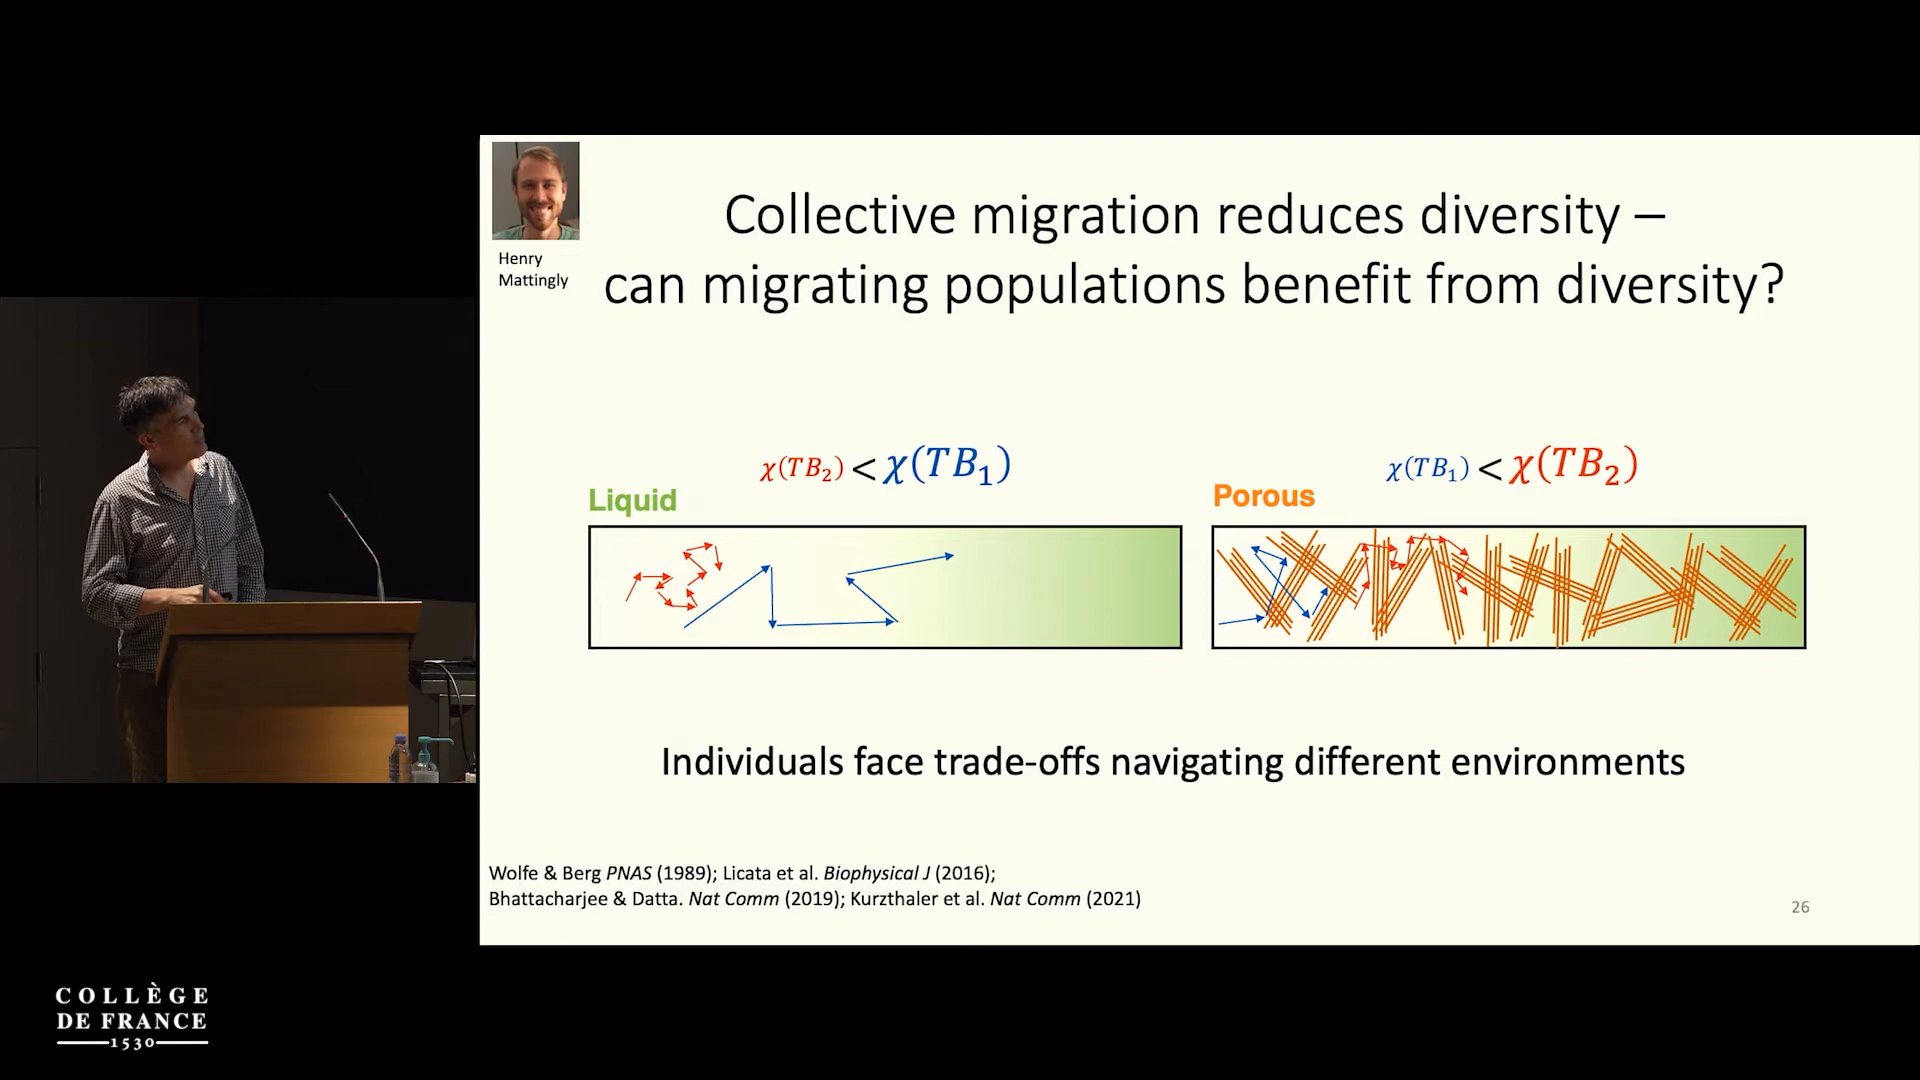 Henry
Mattingly
Collective migration reduces diversity –
can migrating populations benefit from diversity?
χ(TB₂) < χ(TB₁)
χ(TB₁) < χ(TB₂)
Liquid
Porous
Individuals face trade-offs navigating different environments
Wolfe & Berg PNAS (1989); Licata et al. Biophysical J (2016);
Bhattacharjee & Datta. Nat Comm (2019); Kurzthaler et al. Nat Comm (2021)
26
COLLÈGE
DE FRANCE
1530